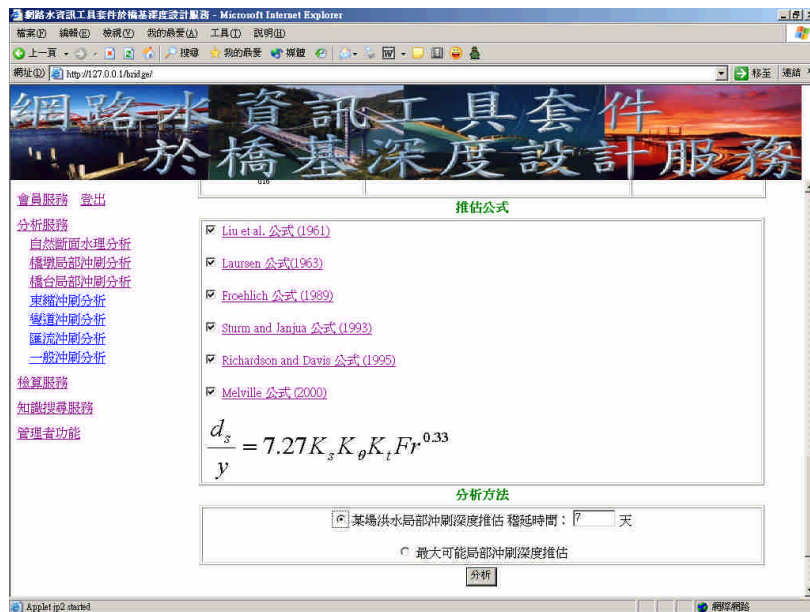 網路水資訊工具套件於橋基深度設計服務 - Microsoft Internet Explorer
檔案(F) 編輯(E) 檢視(V) 我的最愛(A) 工具(T) 說明(H)
上一頁 搜尋 我的最愛 媒體
網址(D) http://127.0.0.1/bridge/ 移至 連結
網路水資訊工具套件
於橋基深度設計服務
會員服務 登出
分析服務
自然斷面水理分析
橋墩局部沖刷分析
橋台局部沖刷分析
束縮沖刷分析
彎道沖刷分析
匯流沖刷分析
一般沖刷分析
檢算服務
知識搜尋服務
管理者功能
d16
推估公式
Liu et al. 公式 (1961)
Laursen 公式(1963)
Froehlich 公式 (1989)
Sturm and Janjua 公式 (1993)
Richardson and Davis 公式 (1995)
Melville 公式 (2000)
d_s/y = 7.27K_sK_θK_tFr^0.33
分析方法
某場洪水局部沖刷深度推估 稽延時間： 7 天
最大可能局部沖刷深度推估
分析
Applet jp2 started 網際網路